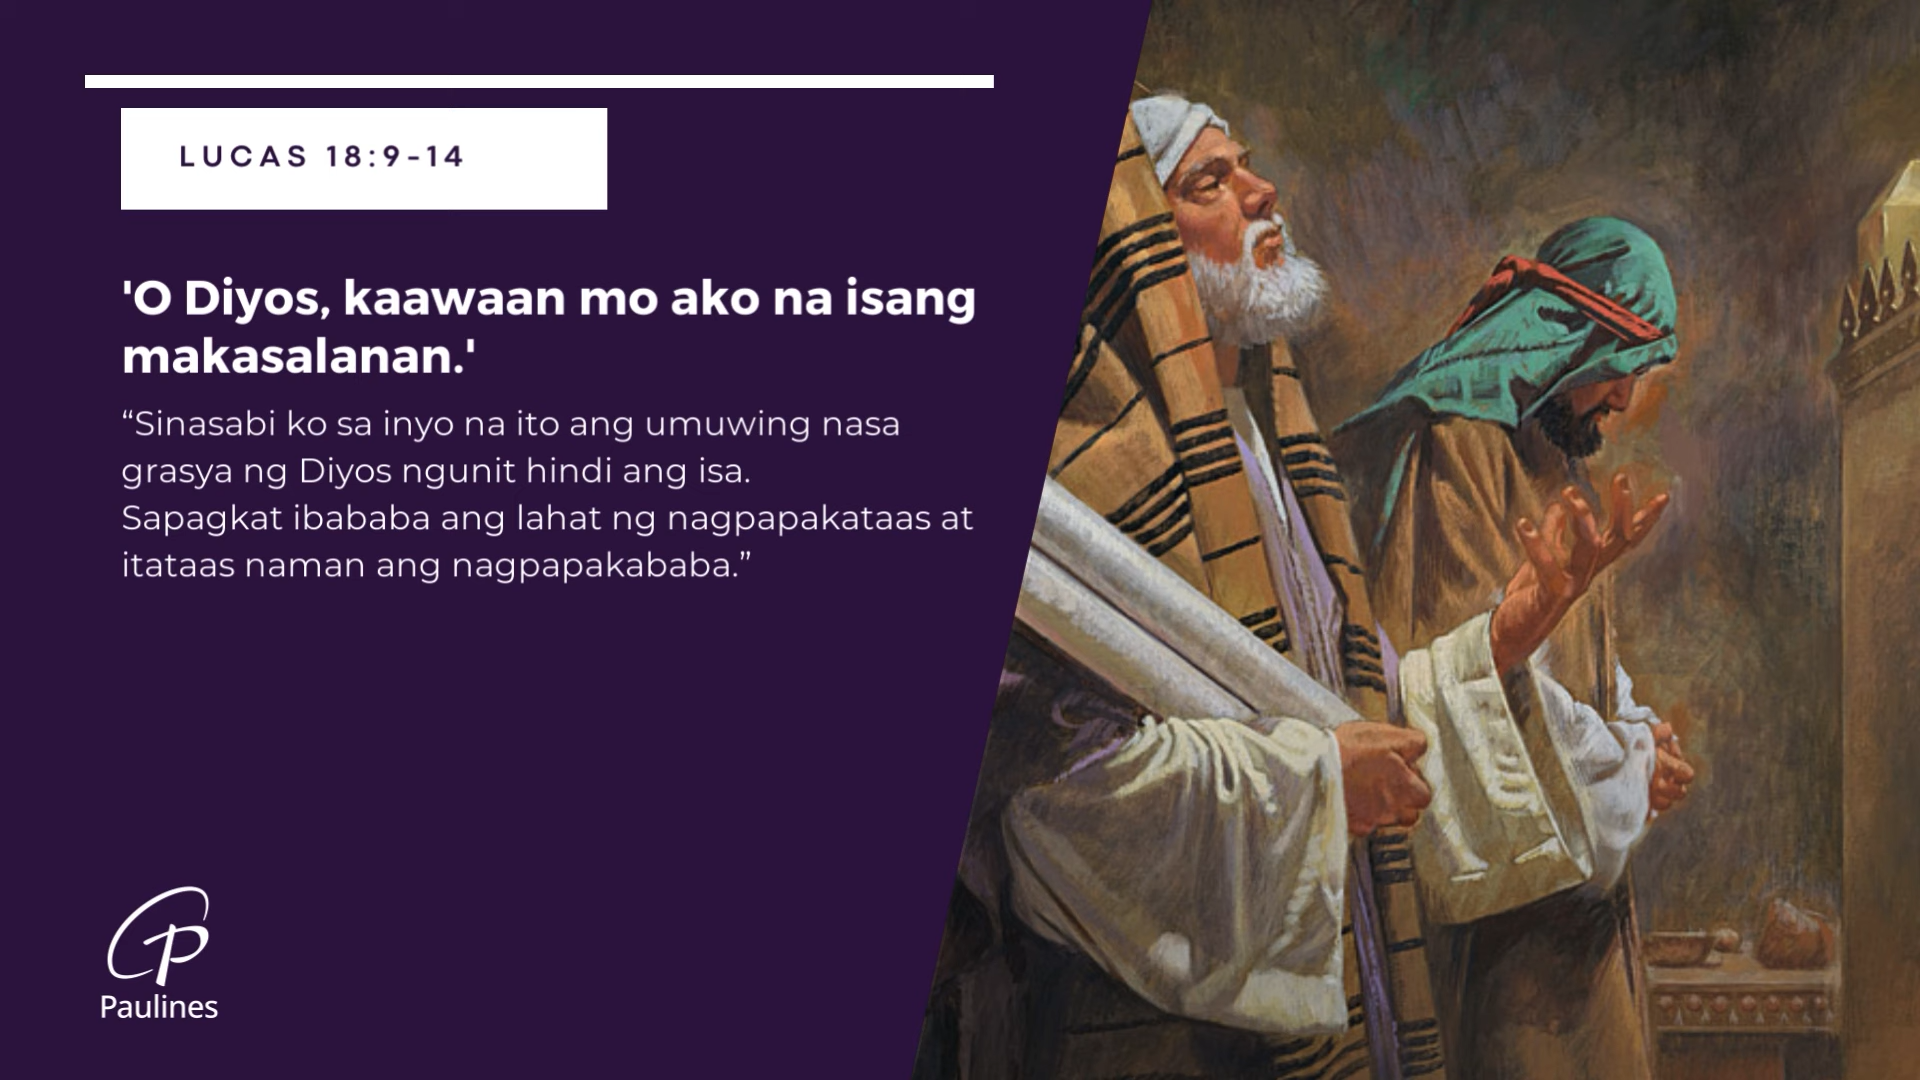 LUCAS 18:9-14
'O Diyos, kaawaan mo ako na isang
makasalanan.'
“Sinasabi ko sa inyo na ito ang umuwing nasa
grasya ng Diyos ngunit hindi ang isa.
Sapagkat ibababa ang lahat ng nagpapakataas at
itataas naman ang nagpapakababa.”
Paulines